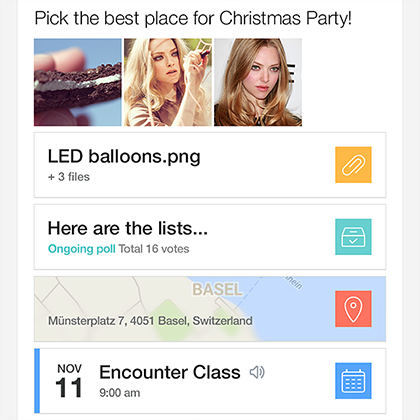 Pick the best place for Christmas Party!
LED balloons.png
+ 3 files
Here are the lists...
Ongoing poll Total 16 votes
BASEL
Münsterplatz 7, 4051 Basel, Switzerland
NOV
11
Encounter Class
9:00 am